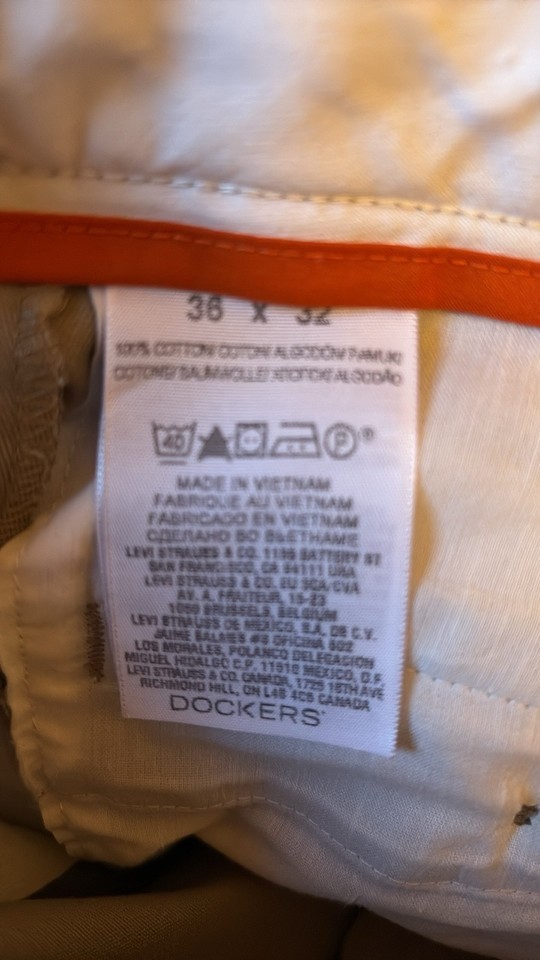 36 x 32
100% COTTON/ COTON/ ALGODÓN/ PAMUK/
COTONE/ BAUMWOLLE/ ХЛОПОК/ ALGODÃO
40 P ®
MADE IN VIETNAM
FABRIQUE AU VIETNAM
FABRICADO EN VIETNAM
СДЕЛАНО ВО ВЬЕТНАМЕ
LEVI STRAUSS & CO. 1155 BATTERY ST
SAN FRANCISCO, CA 94111 USA
LEVI STRAUSS & CO. EU SCA/CVA
AV. A. FRAITEUR, 15-23
1050 BRUSSELS, BELGIUM
LEVI STRAUSS DE MEXICO, S.A. DE C.V.
JAIME BALMES #8 OFICINA 602
LOS MORALES, POLANCO DELEGACION
MIGUEL HIDALGO C.P. 11510 MEXICO, D.F.
LEVI STRAUSS & CO. CANADA, 1725 16TH AVE
RICHMOND HILL, ON L4B 4C6 CANADA
DOCKERS